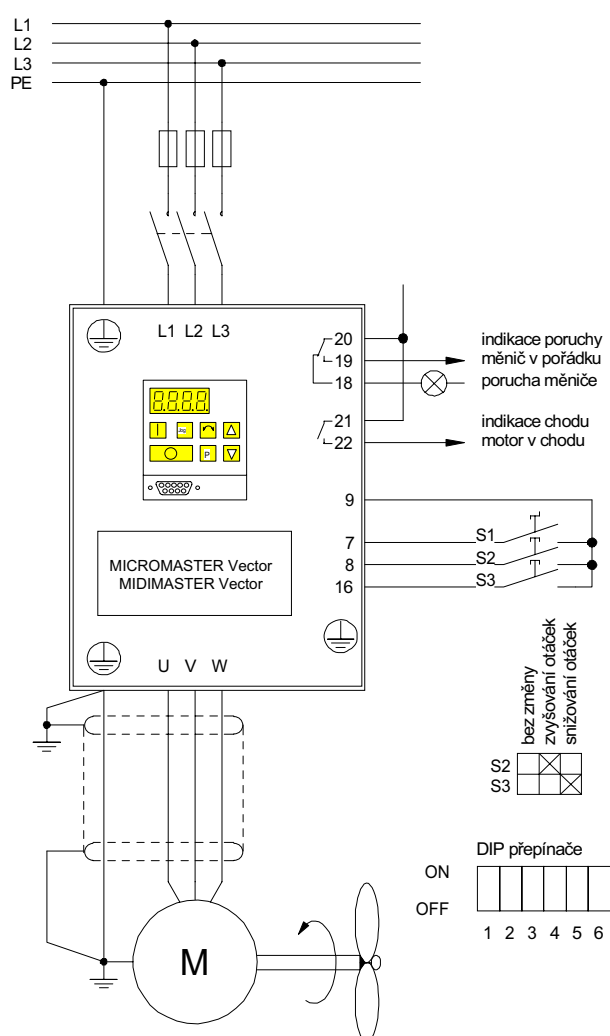 L1
L2
L3
PE
L1 L2 L3
20
19
18
21
22
9
7
8
16
indikace poruchy
měnič v pořádku
porucha měniče
indikace chodu
motor v chodu
8.8.8.8.
Jog
P
S1
S2
S3
MICROMASTER Vector
MIDIMASTER Vector
U V W
bez změny
zvyšování otáček
snižování otáček
S2
S3
DIP přepínače
ON
OFF
1 2 3 4 5 6
M